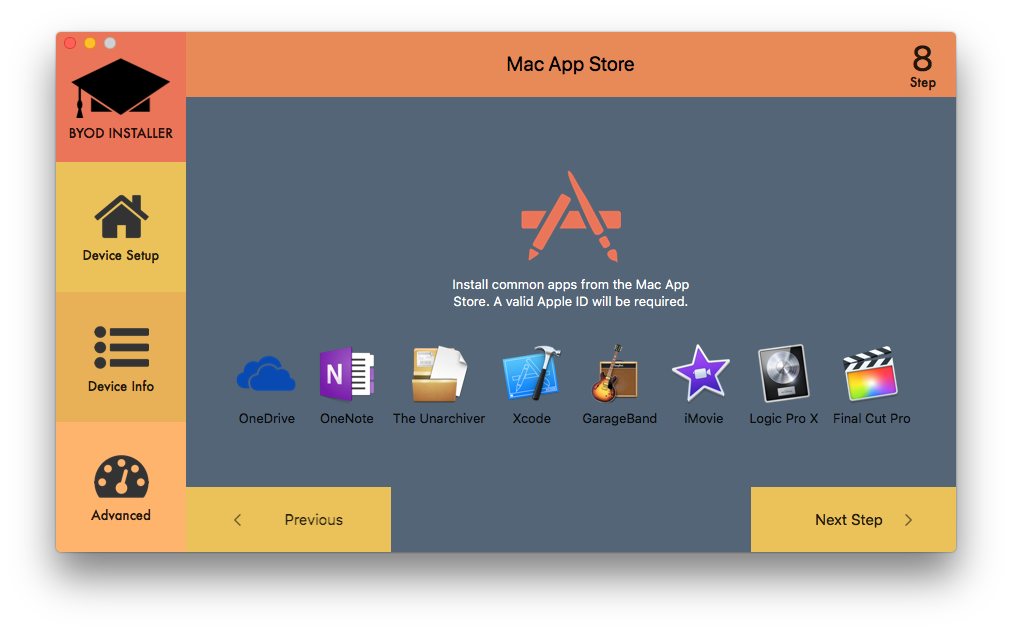 BYOD INSTALLER
Mac App Store
8
Step
Device Setup
Device Info
Advanced
Install common apps from the Mac App
Store. A valid Apple ID will be required.
N
OneDrive
OneNote
The Unarchiver
Xcode
GarageBand
iMovie
Logic Pro X
Final Cut Pro
Previous
Next Step